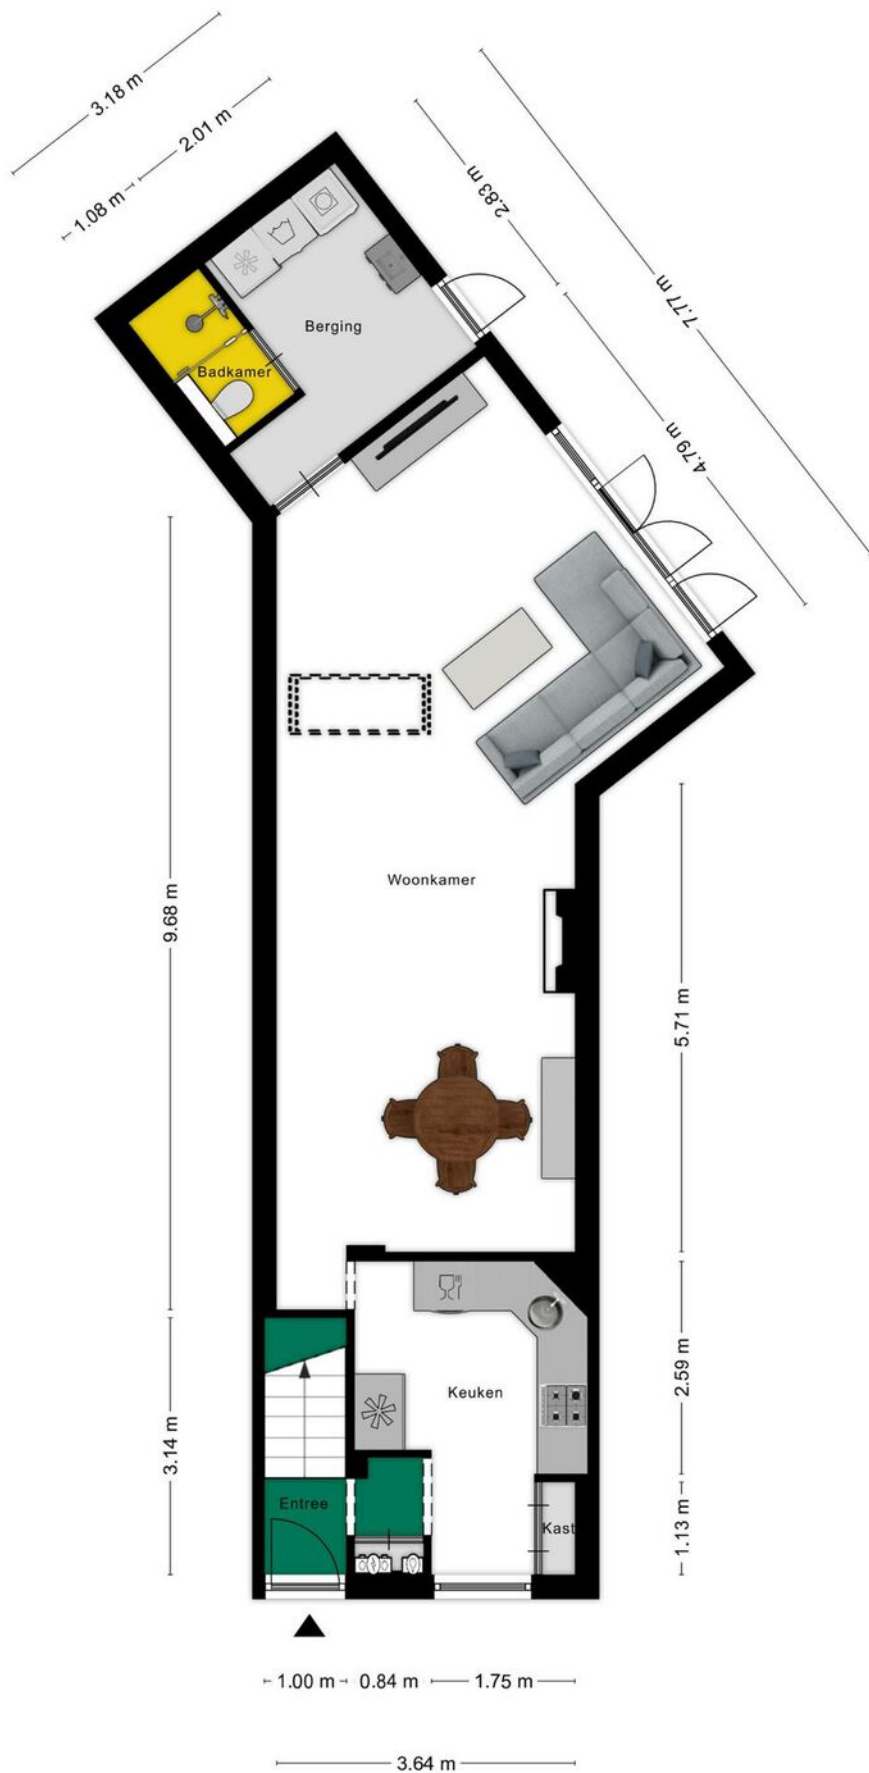 3.18 m
2.01 m
1.08 m
2.83 m
7.77 m
4.79 m
Berging
Badkamer
9.68 m
Woonkamer
5.71 m
Keuken
2.59 m
3.14 m
Entree
Kast
1.13 m
1.00 m
0.84 m
1.75 m
3.64 m